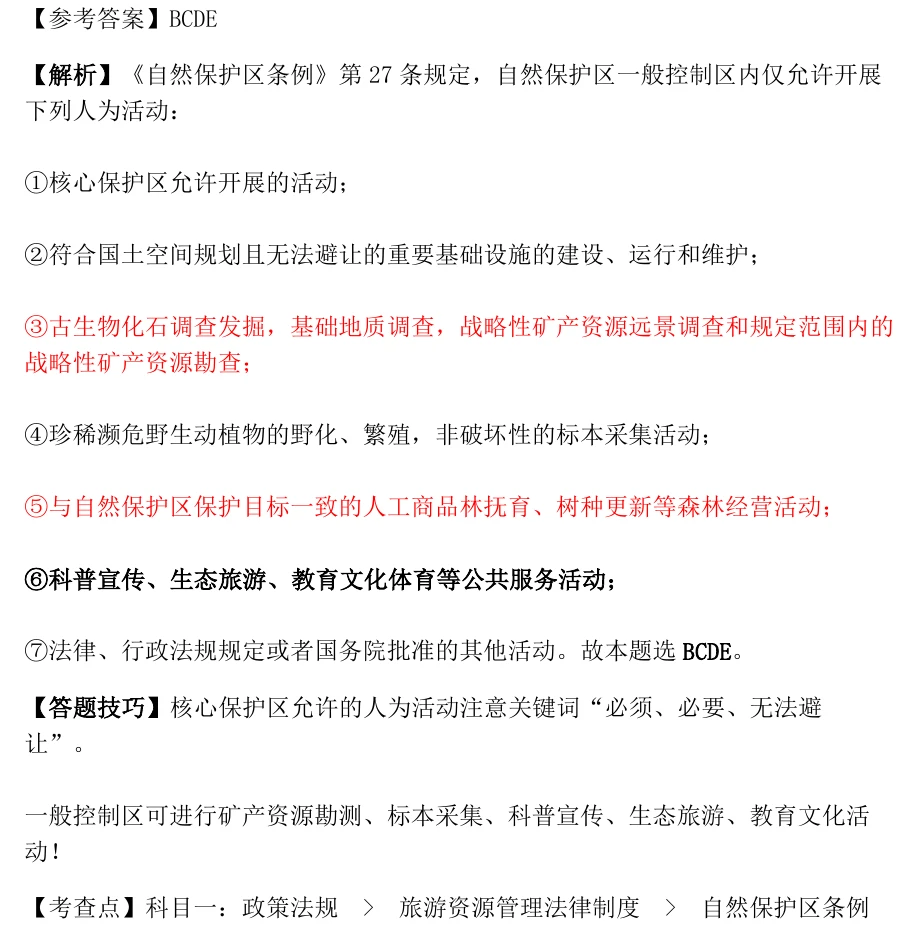 【参考答案】BCDE
【解析】《自然保护区条例》第 27 条规定，自然保护区一般控制区内仅允许开展
下列人为活动：
①核心保护区允许开展的活动；
②符合国土空间规划且无法避让的重要基础设施的建设、运行和维护；
③古生物化石调查发掘，基础地质调查，战略性矿产资源远景调查和规定范围内的
战略性矿产资源勘查；
④珍稀濒危野生动植物的野化、繁殖，非破坏性的标本采集活动；
⑤与自然保护区保护目标一致的人工商品林抚育、树种更新等森林经营活动；
⑥科普宣传、生态旅游、教育文化体育等公共服务活动；
⑦法律、行政法规规定或者国务院批准的其他活动。故本题选 BCDE。
【答题技巧】核心保护区允许的人为活动注意关键词“必须、必要、无法避
让”。
一般控制区可进行矿产资源勘测、标本采集、科普宣传、生态旅游、教育文化活
动！
【考查点】科目一：政策法规 > 旅游资源管理法律制度 > 自然保护区条例